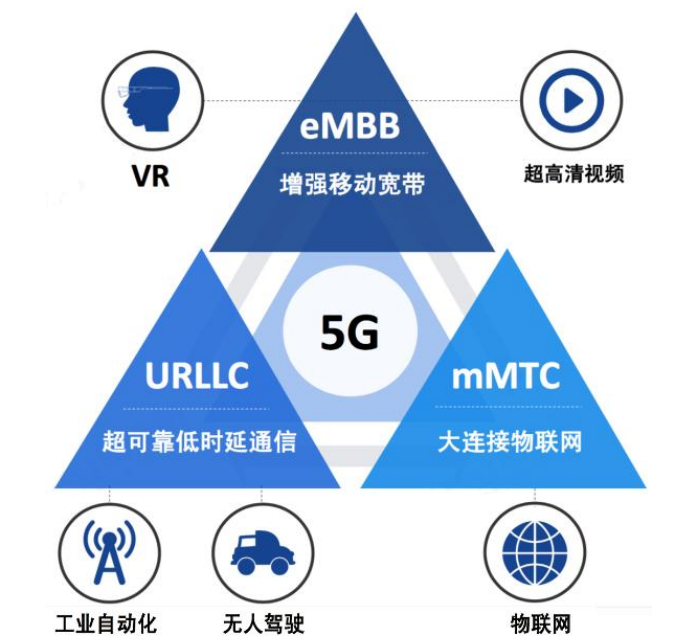 eMBB
增强移动宽带
VR
超高清视频
5G
URLLC
超可靠低时延通信
mMTC
大连接物联网
工业自动化
无人驾驶
物联网